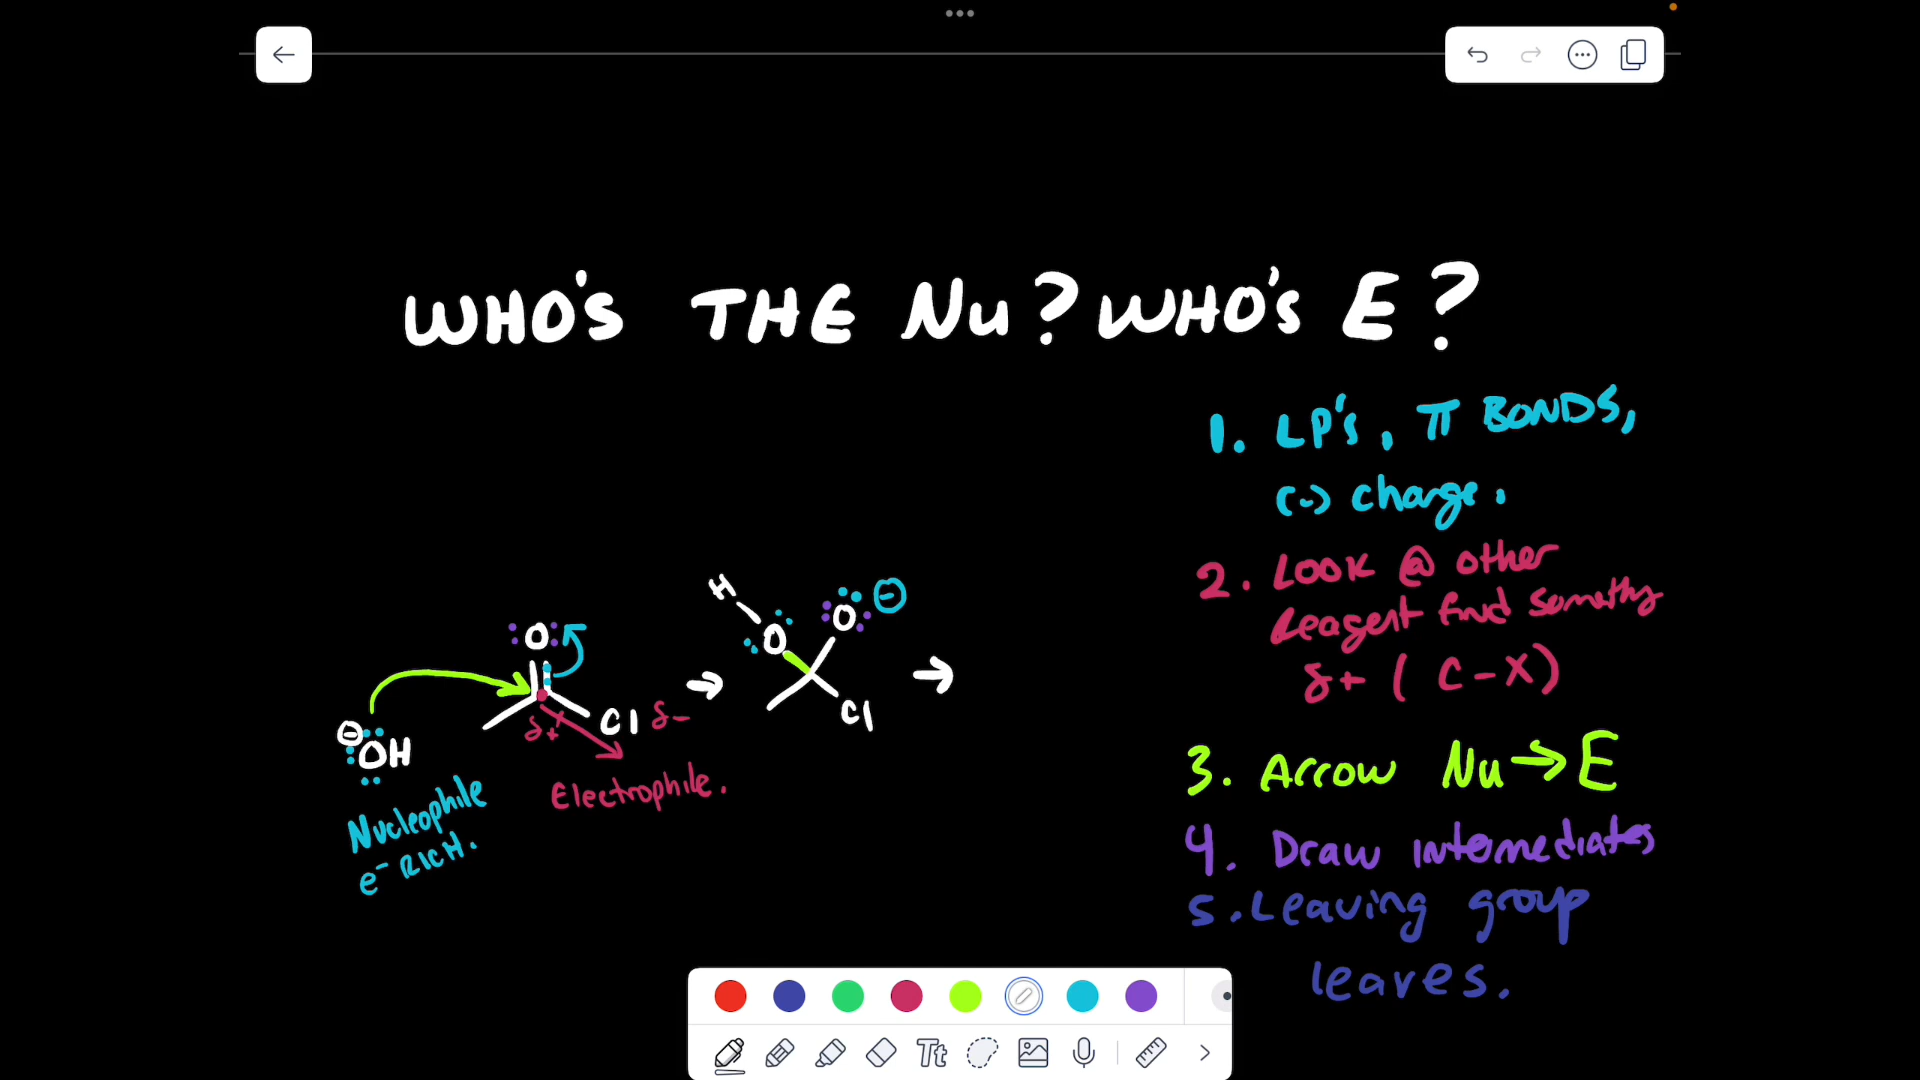 WHO'S THE Nu? WHO'S E?
1. LP's, π BONDS,
(-) charge.
2. Look @ other
Reagent find somethg
δ+ (C-X)
3. Arrow Nu→E
4. Draw intermediates
5. Leaving group
leaves.
H
O O ⊖
Cl
→
→
O
δ+ Cl δ-
⊖
OH
Electrophile.
Nucleophile
e- RICH.
Tt